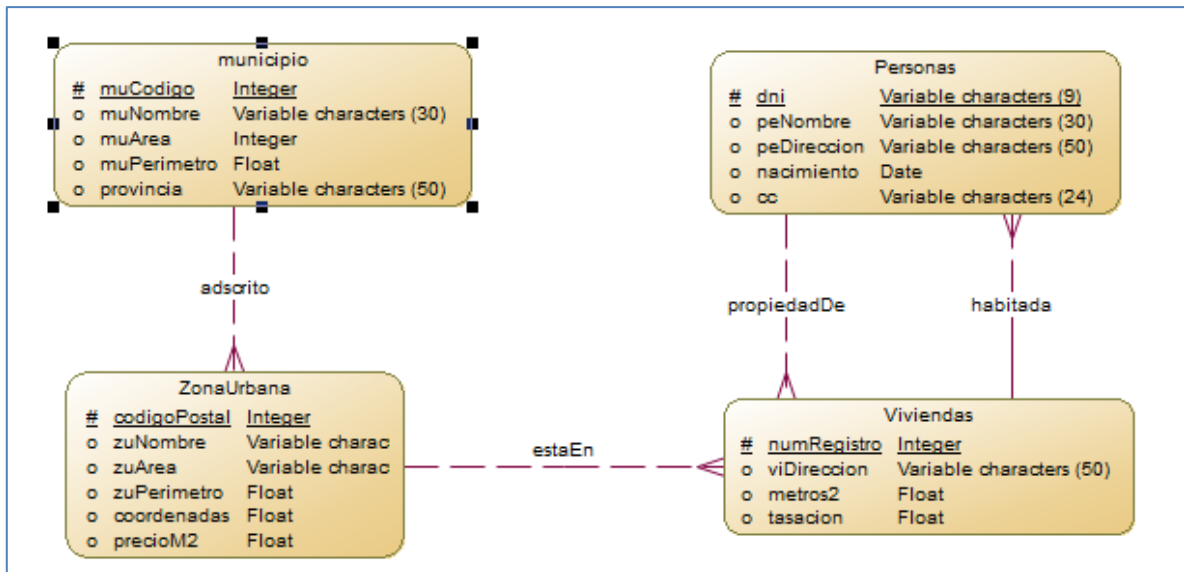 municipio
# muCodigo Integer
o muNombre Variable characters (30)
o muArea Integer
o muPerimetro Float
o provincia Variable characters (50)
Personas
# dni Variable characters (9)
o peNombre Variable characters (30)
o peDireccion Variable characters (50)
o nacimiento Date
o cc Variable characters (24)
adscrito
propiedadDe
habitada
ZonaUrbana
# codigoPostal Integer
o zuNombre Variable charac
o zuArea Variable charac
o zuPerimetro Float
o coordenadas Float
o precioM2 Float
estaEn
Viviendas
# numRegistro Integer
o viDireccion Variable characters (50)
o metros2 Float
o tasacion Float